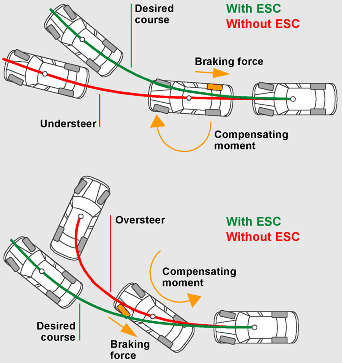 Desired
course
With ESC
Without ESC
Braking force
Understeer
Compensating
moment
Oversteer
With ESC
Without ESC
Compensating
moment
Desired
course
Braking
force